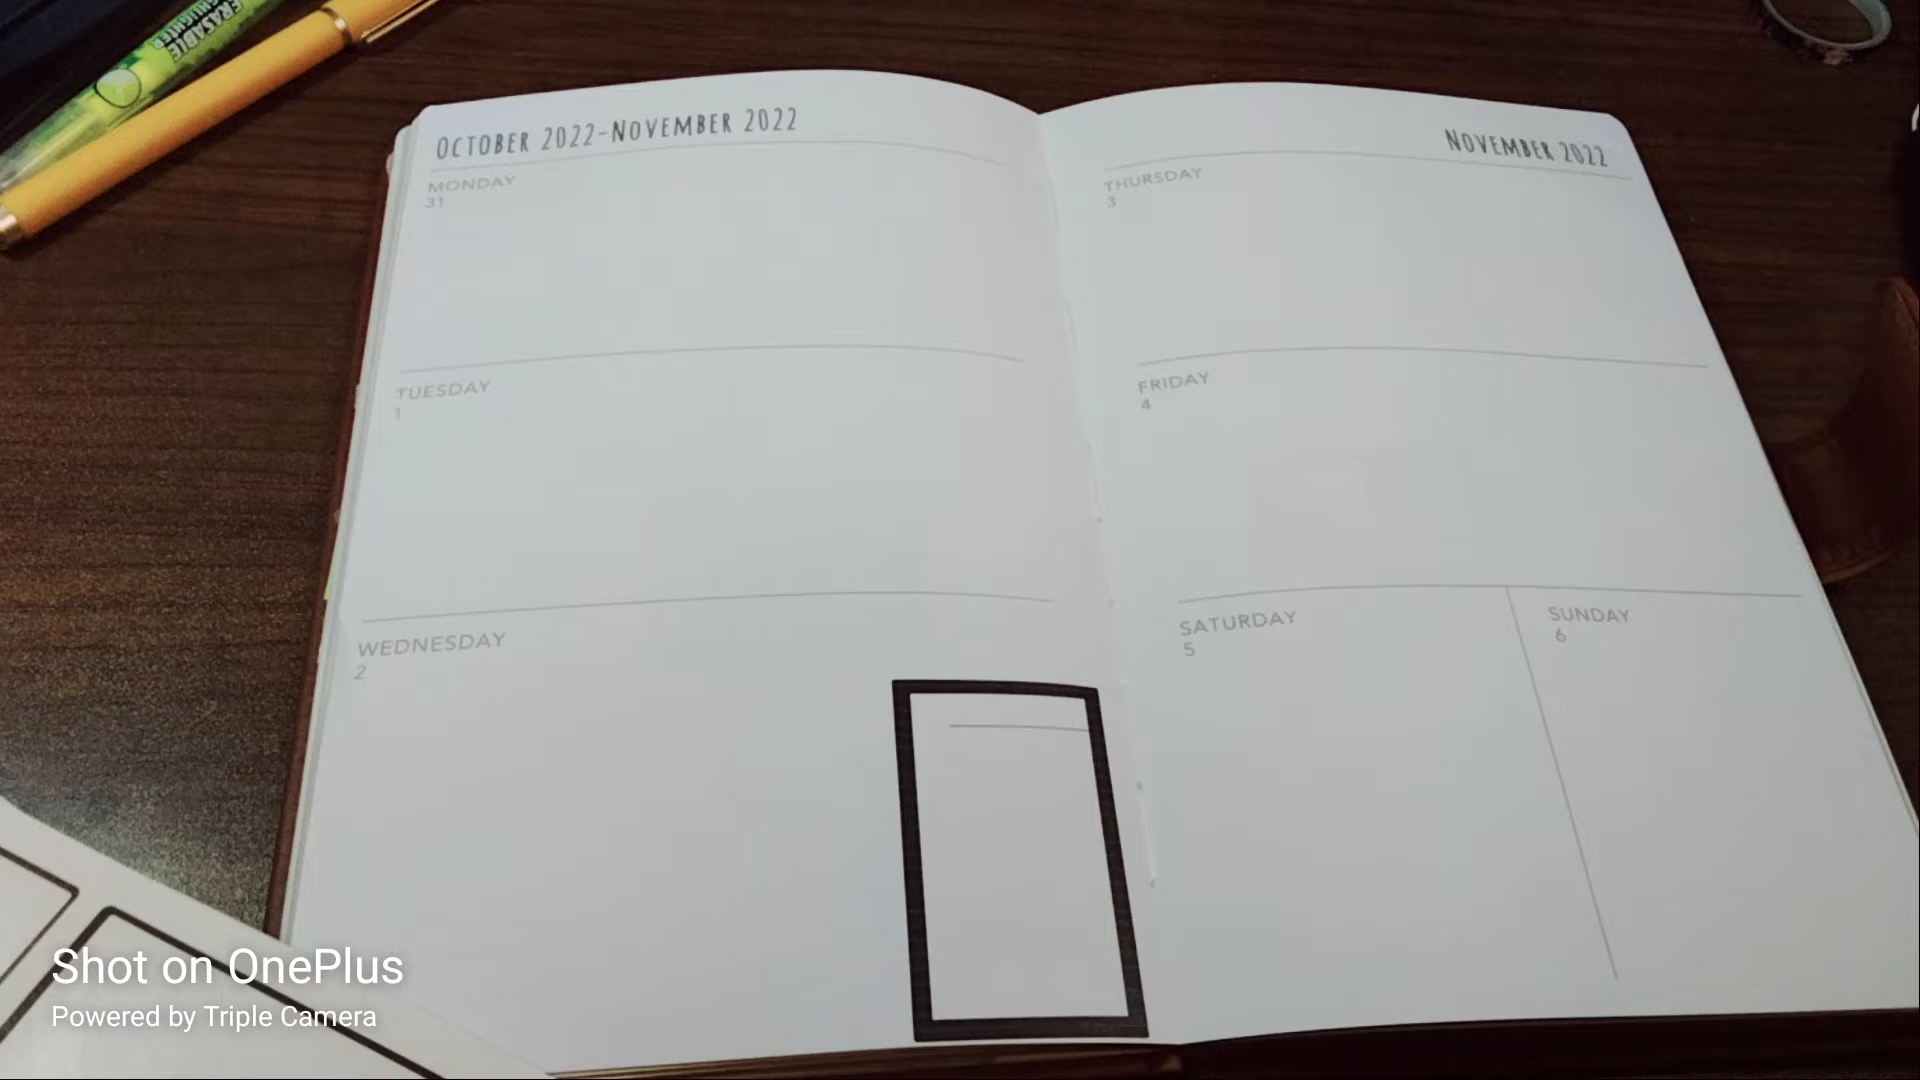 ERASABLE
HIGHLIGHTER
OCTOBER 2022-NOVEMBER 2022
MONDAY
31
TUESDAY
1
WEDNESDAY
2
NOVEMBER 2022
THURSDAY
3
FRIDAY
4
SATURDAY
5
SUNDAY
6
Shot on OnePlus
Powered by Triple Camera